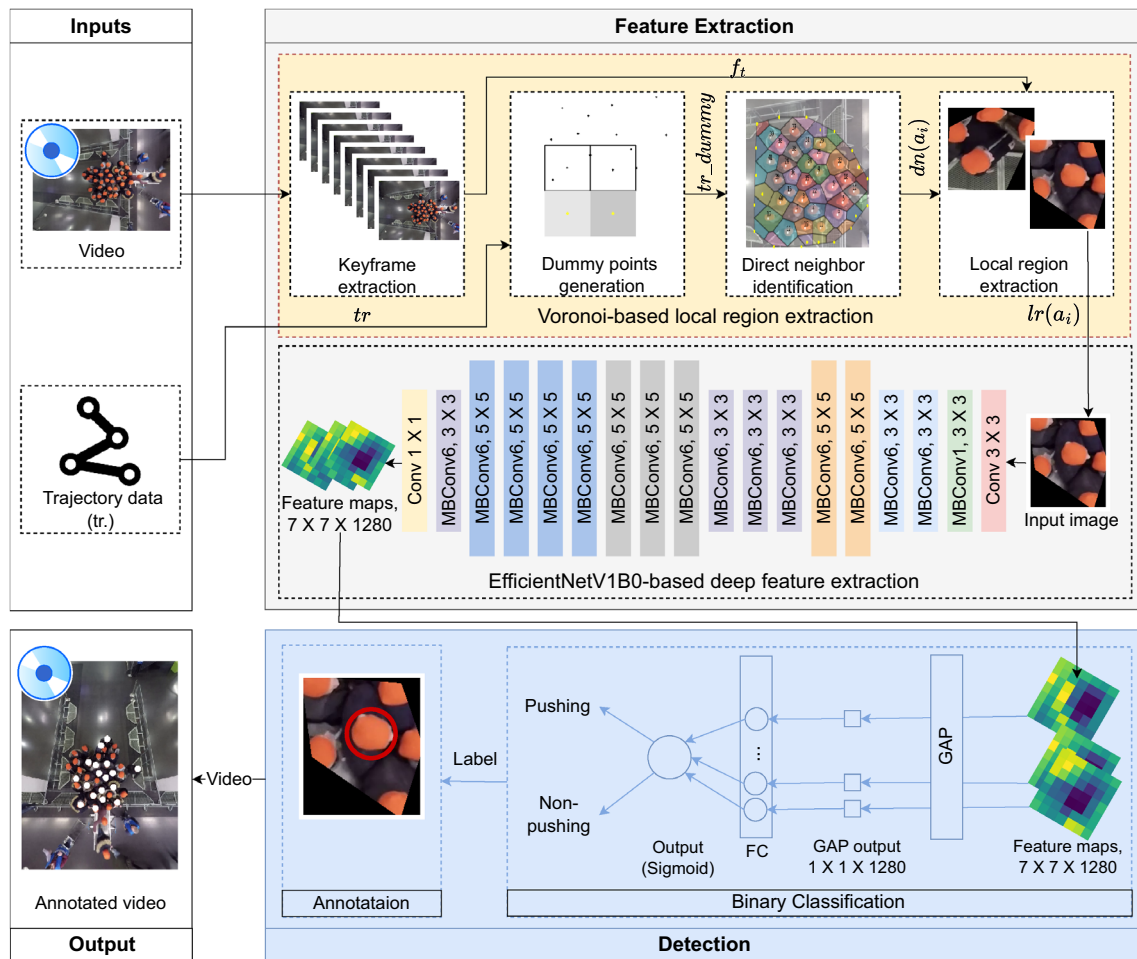 Inputs
Feature Extraction
Video
Trajectory data
(tr.)
f_t
Keyframe
extraction
Dummy points
generation
tr_dummy
Direct neighbor
identification
dn(a_i)
Local region
extraction
tr
Voronoi-based local region extraction
lr(a_i)
Feature maps,
7 X 7 X 1280
Conv 1 X 1
MBConv6, 3 X 3
MBConv6, 5 X 5
MBConv6, 5 X 5
MBConv6, 5 X 5
MBConv6, 5 X 5
MBConv6, 5 X 5
MBConv6, 5 X 5
MBConv6, 5 X 5
MBConv6, 3 X 3
MBConv6, 3 X 3
MBConv6, 3 X 3
MBConv6, 5 X 5
MBConv6, 5 X 5
MBConv6, 3 X 3
MBConv6, 3 X 3
MBConv1, 3 X 3
Conv 3 X 3
Input image
EfficientNetV1B0-based deep feature extraction
Annotated video
Output
Video
Annotataion
Label
Pushing
Non-
pushing
Output
(Sigmoid)
...
FC
GAP output
1 X 1 X 1280
GAP
Feature maps,
7 X 7 X 1280
Binary Classification
Detection